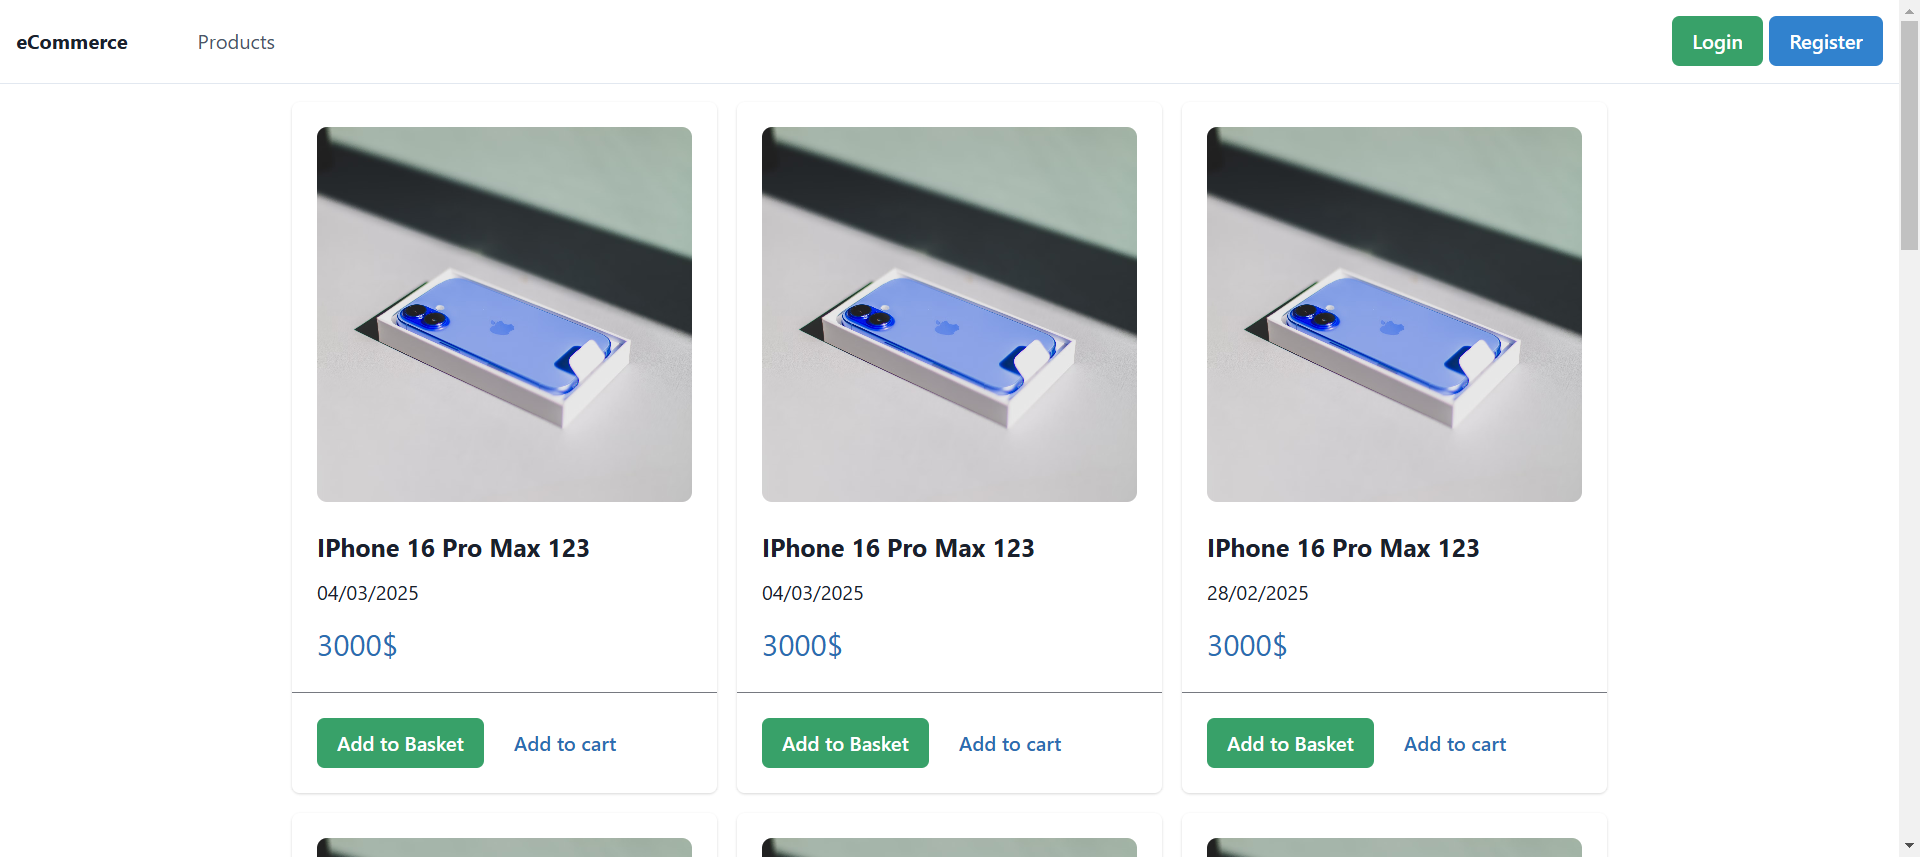 eCommerce Products Login Register
IPhone 16 Pro Max 123
04/03/2025
3000$
Add to Basket Add to cart
IPhone 16 Pro Max 123
04/03/2025
3000$
Add to Basket Add to cart
IPhone 16 Pro Max 123
28/02/2025
3000$
Add to Basket Add to cart